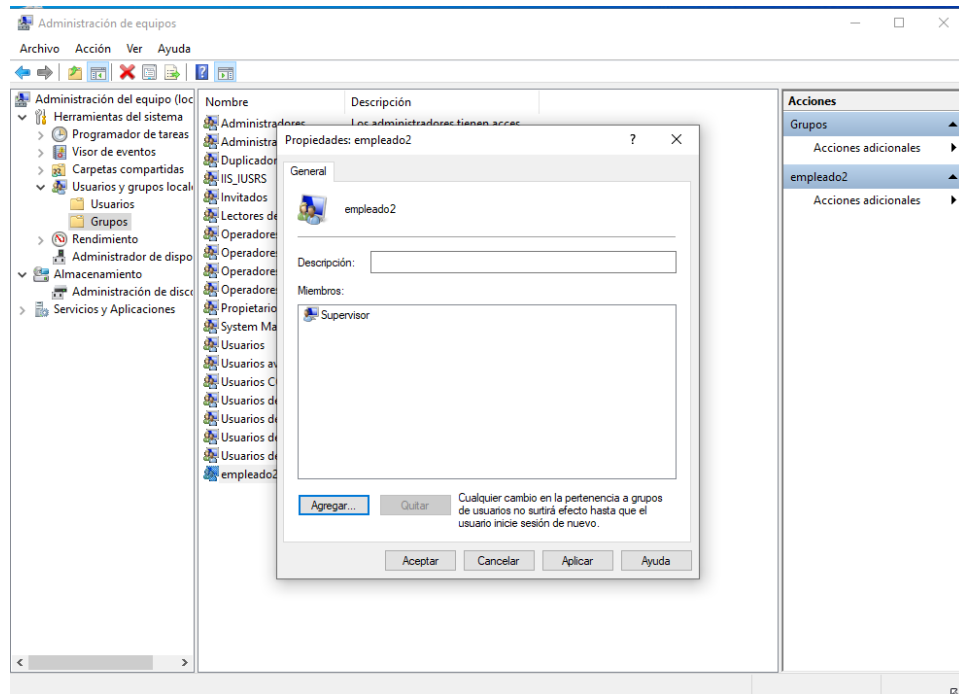 Administración de equipos
Archivo Acción Ver Ayuda
Administración del equipo (loc
Herramientas del sistema
Programador de tareas
Visor de eventos
Carpetas compartidas
Usuarios y grupos local
Usuarios
Grupos
Rendimiento
Administrador de dispo
Almacenamiento
Administración de disc
Servicios y Aplicaciones
Nombre Descripción
Administradores Los administradores tienen acces
Administra
Duplicador
IIS_IUSRS
Invitados
Lectores de
Operadore
Operadore
Operadore
Operadore
Propietario
System Ma
Usuarios
Usuarios av
Usuarios C
Usuarios de
Usuarios de
Usuarios de
Usuarios de
empleado2
Propiedades: empleado2 ?
General
empleado2
Descripción:
Miembros:
Supervisor
Agregar... Quitar
Cualquier cambio en la pertenencia a grupos
de usuarios no surtirá efecto hasta que el
usuario inicie sesión de nuevo.
Aceptar Cancelar Aplicar Ayuda
Acciones
Grupos
Acciones adicionales
empleado2
Acciones adicionales